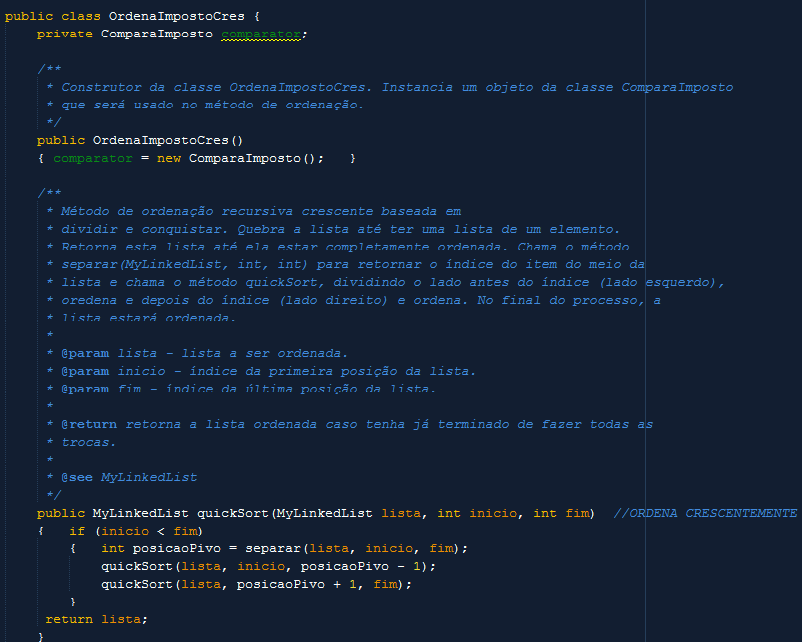 public class OrdenaImpostoCres {
private ComparaImposto comparator;
/**
* Construtor da classe OrdenaImpostoCres. Instancia um objeto da classe ComparaImposto
* que será usado no método de ordenação.
*/
public OrdenaImpostoCres()
{ comparator = new ComparaImposto(); }
/**
* Método de ordenação recursiva crescente baseada em
* dividir e conquistar. Quebra a lista até ter uma lista de um elemento.
* Retorna esta lista até ela estar completamente ordenada. Chama o método
* separar(MyLinkedList, int, int) para retornar o índice do item do meio da
* lista e chama o método quickSort, dividindo o lado antes do índice (lado esquerdo),
* oredena e depois do índice (lado direito) e ordena. No final do processo, a
* lista estará ordenada.
*
* @param lista - lista a ser ordenada.
* @param inicio - índice da primeira posição da lista.
* @param fim - índice da última posição da lista.
*
* @return retorna a lista ordenada caso tenha já terminado de fazer todas as
* trocas.
*
* @see MyLinkedList
*/
public MyLinkedList quickSort(MyLinkedList lista, int inicio, int fim) //ORDENA CRESCENTEMENTE
{ if (inicio < fim)
{ int posicaoPivo = separar(lista, inicio, fim);
quickSort(lista, inicio, posicaoPivo - 1);
quickSort(lista, posicaoPivo + 1, fim);
}
return lista;
}